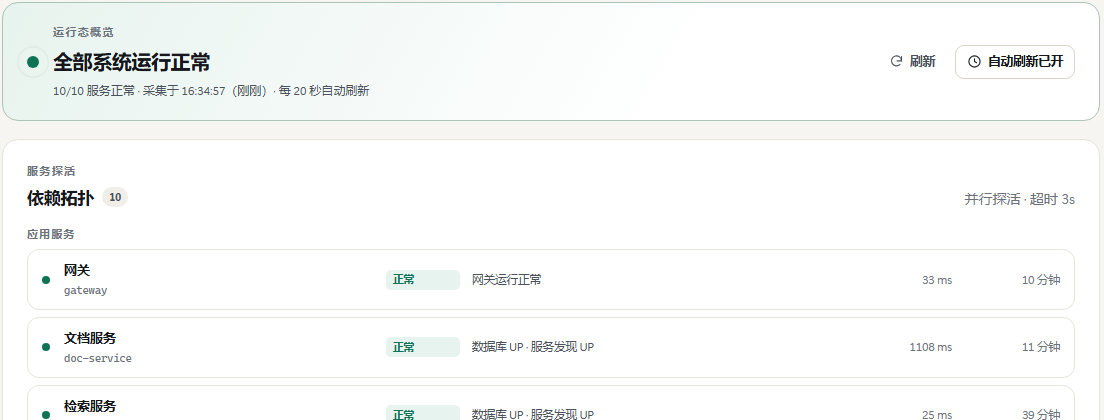 运行态概览
全部系统运行正常
10/10 服务正常 · 采集于 16:34:57（刚刚）· 每 20 秒自动刷新
刷新
自动刷新已开
服务探活
依赖拓扑 10
并行探活 · 超时 3s
应用服务
网关
gateway
正常 网关运行正常 33 ms 10 分钟
文档服务
doc-service
正常 数据库 UP · 服务发现 UP 1108 ms 11 分钟
检索服务
正常 数据库 UP · 服务发现 UP 25 ms 39 分钟